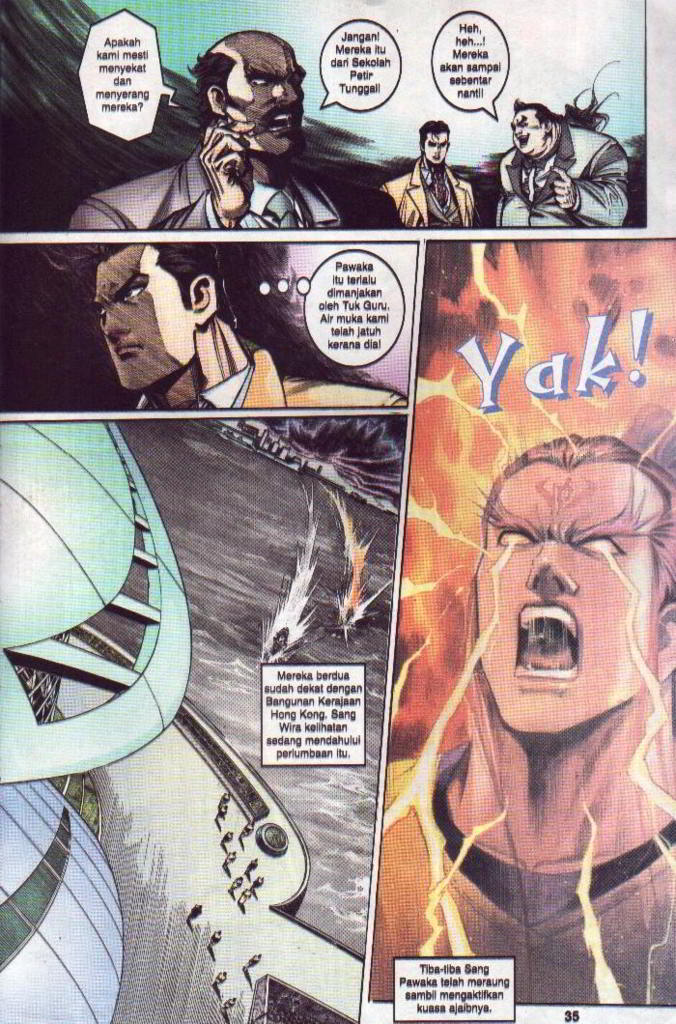 Apakah
kami mesti
menyekat
dan
menyerang
mereka?
Jangan!
Mereka itu
dari Sekolah
Petir
Tunggal!
Heh,
heh...!
Mereka
akan sampai
sebentar
nanti!
Pawaka
itu terlalu
dimanjakan
oleh Tuk Guru.
Air muka kami
telah jatuh
kerana dia!
Yak!
Mereka berdua
sudah dekat dengan
Bangunan Kerajaan
Hong Kong. Sang
Wira kelihatan
sedang mendahului
perlumbaan itu.
Tiba-tiba Sang
Pawaka telah meraung
sambil mengaktifkan
kuasa ajaibnya.
35